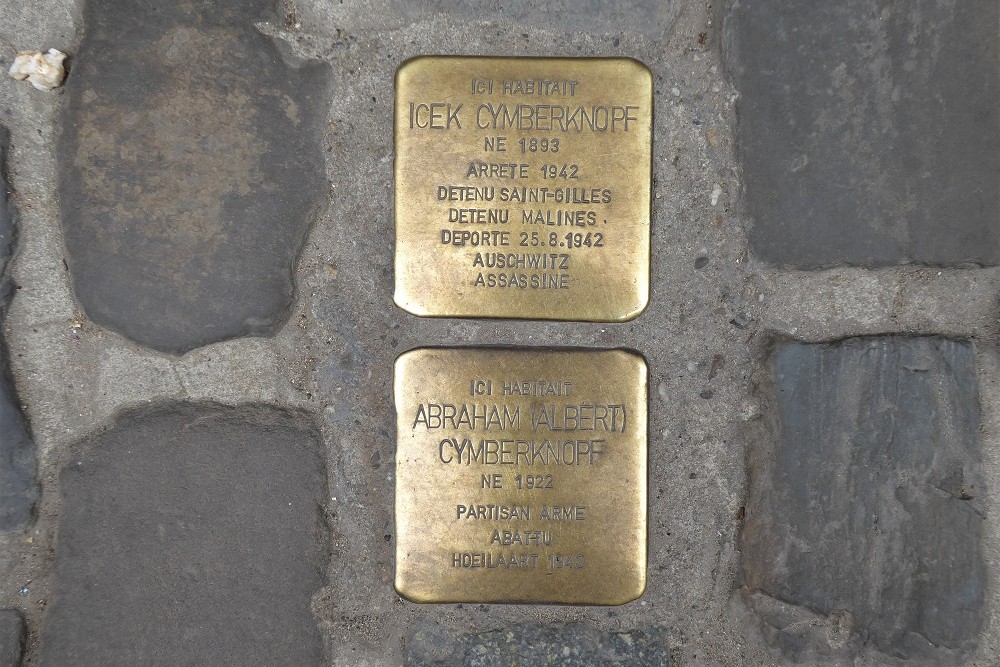 ICI HABITAIT
ICEK CYMBERKNOPF
NE 1893
ARRETE 1942
DETENU SAINT-GILLES
DETENU MALINES
DEPORTE 25.8.1942
AUSCHWITZ
ASSASSINE
ICI HABITAIT
ABRAHAM (ALBERT)
CYMBERKNOPF
NE 1922
PARTISAN ARME
ABATTU
HOEILAART 1943